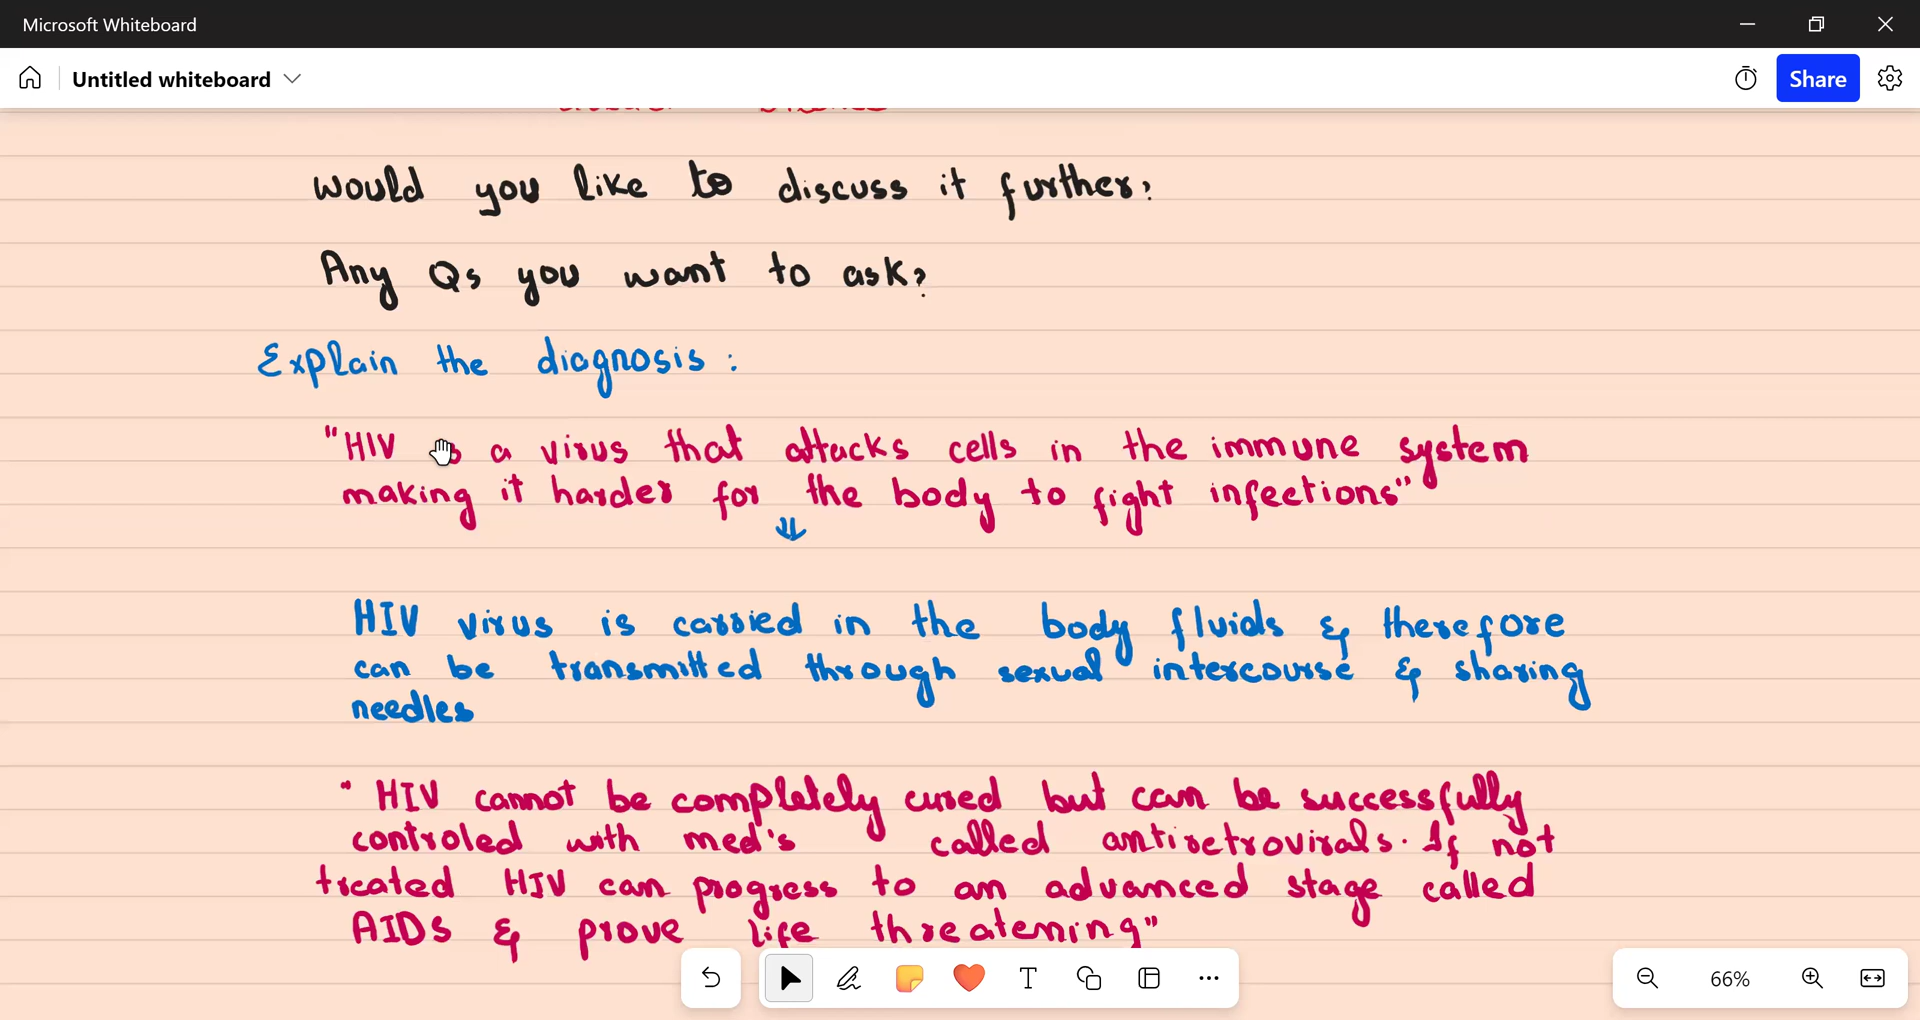 Microsoft Whiteboard
Untitled whiteboard
Share
would you like to discuss it further?
Any Qs you want to ask?
Explain the diagnosis:
"HIV a virus that attacks cells in the immune system
making it harder for the body to fight infections"
HIV virus is carried in the body fluids & therefore
can be transmitted through sexual intercourse & sharing
needles
" HIV cannot be completely cured but can be successfully
controled with med's called antiretrovirals. If not
treated HIV can progress to an advanced stage called
AIDS & prove life threatening"
T
66%